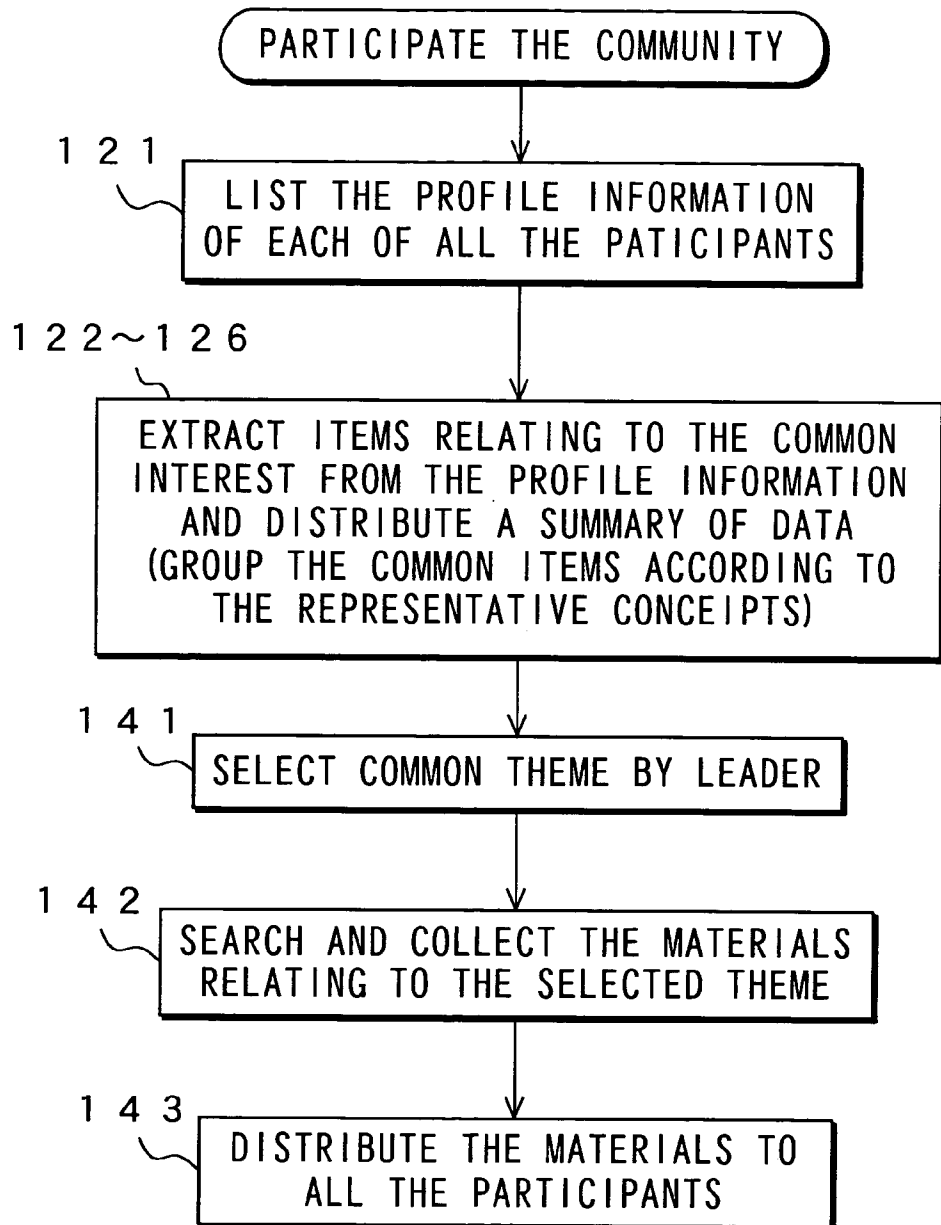 PARTICIPATE THE COMMUNITY
121
LIST THE PROFILE INFORMATION
OF EACH OF ALL THE PATICIPANTS
122~126
EXTRACT ITEMS RELATING TO THE COMMON
INTEREST FROM THE PROFILE INFORMATION
AND DISTRIBUTE A SUMMARY OF DATA
(GROUP THE COMMON ITEMS ACCORDING TO
THE REPRESENTATIVE CONCEIPTS)
141
SELECT COMMON THEME BY LEADER
142
SEARCH AND COLLECT THE MATERIALS
RELATING TO THE SELECTED THEME
143
DISTRIBUTE THE MATERIALS TO
ALL THE PARTICIPANTS